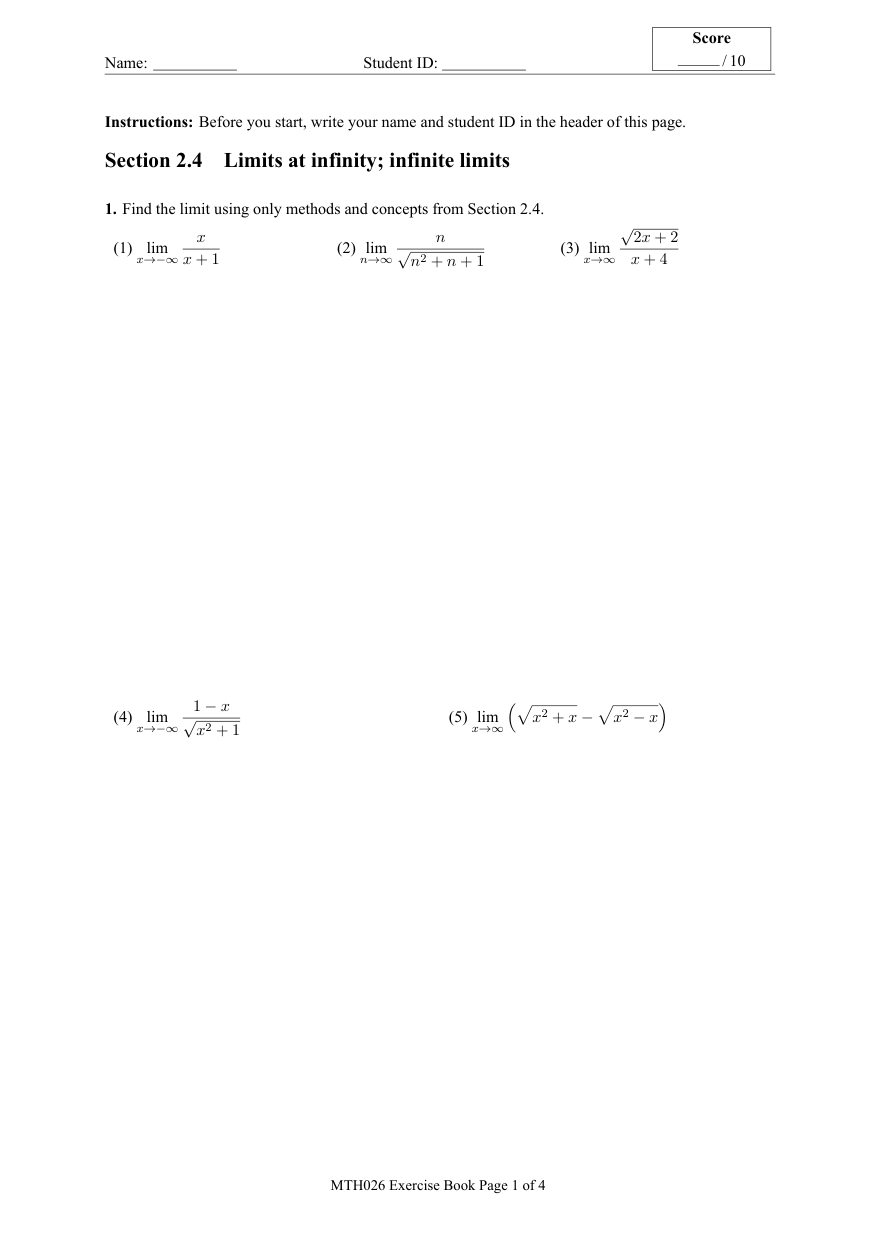 Score
Name: __________ Student ID: __________ _____ / 10
Instructions: Before you start, write your name and student ID in the header of this page.
Section 2.4 Limits at infinity; infinite limits
1. Find the limit using only methods and concepts from Section 2.4.
(1) lim_{x→−∞} x/(x + 1) (2) lim_{n→∞} n/√(n² + n + 1) (3) lim_{x→∞} √(2x + 2)/(x + 4)
(4) lim_{x→−∞} (1 − x)/√(x² + 1) (5) lim_{x→∞} (√(x² + x) − √(x² − x))
MTH026 Exercise Book Page 1 of 4